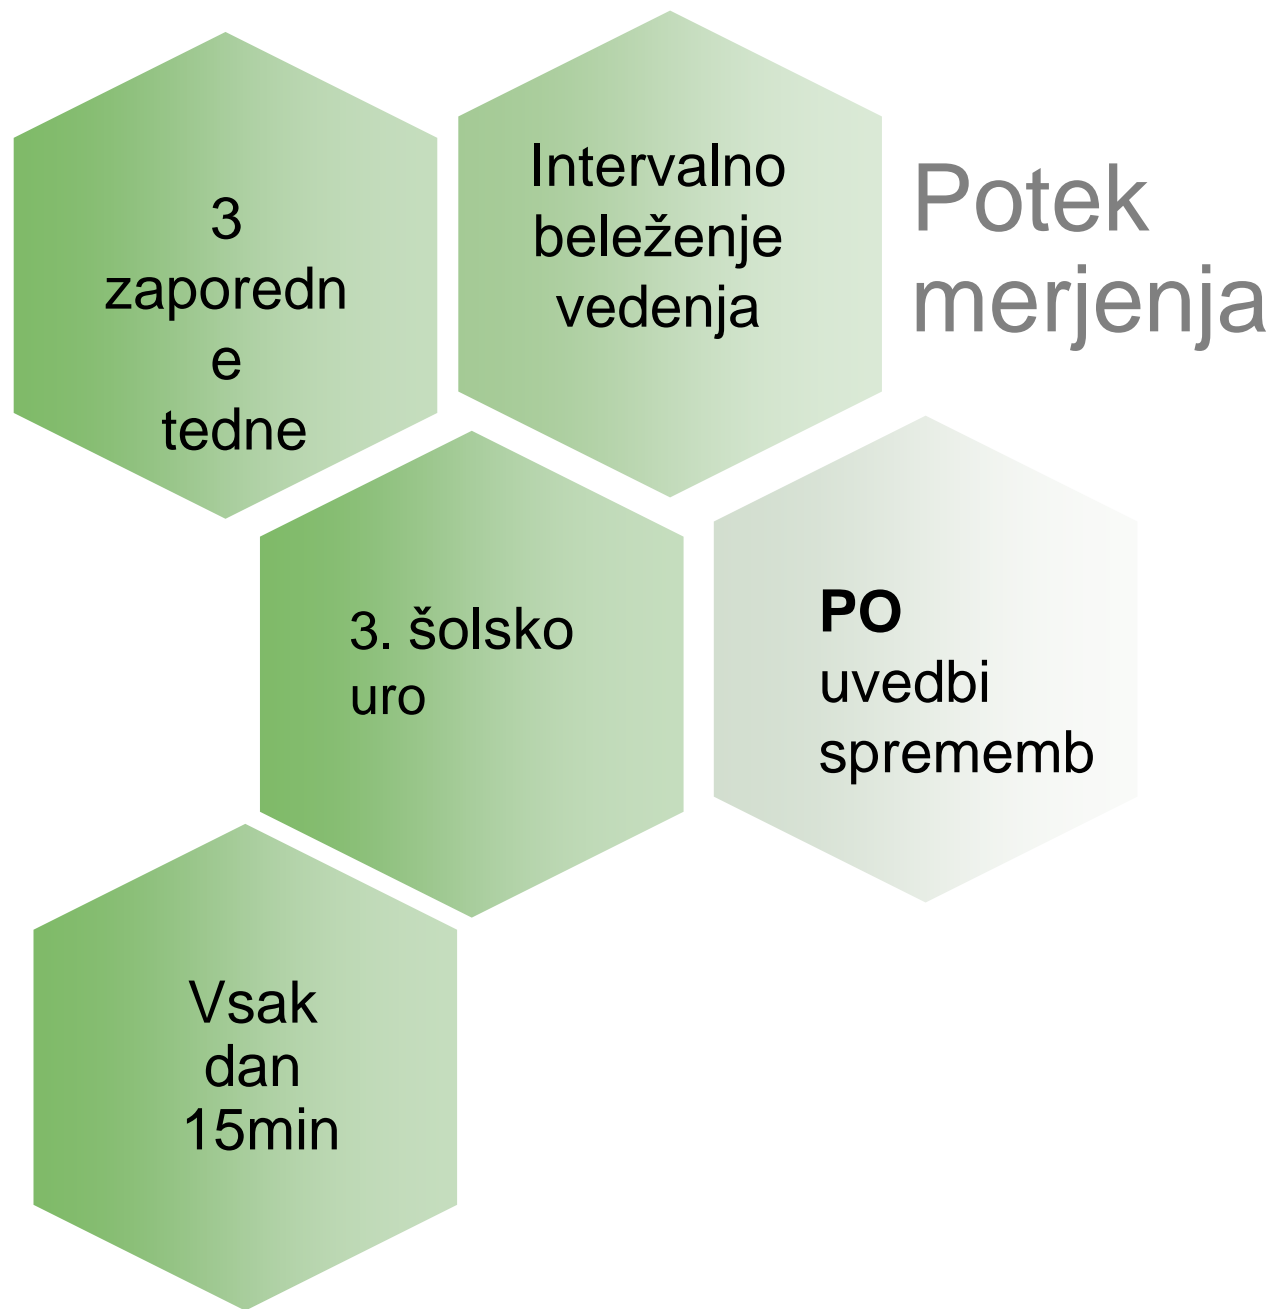 Potek
merjenja
3
zaporedn
e
tedne
Intervalno
beleženje
vedenja
3. šolsko
uro
PO
uvedbi
sprememb
Vsak
dan
15min